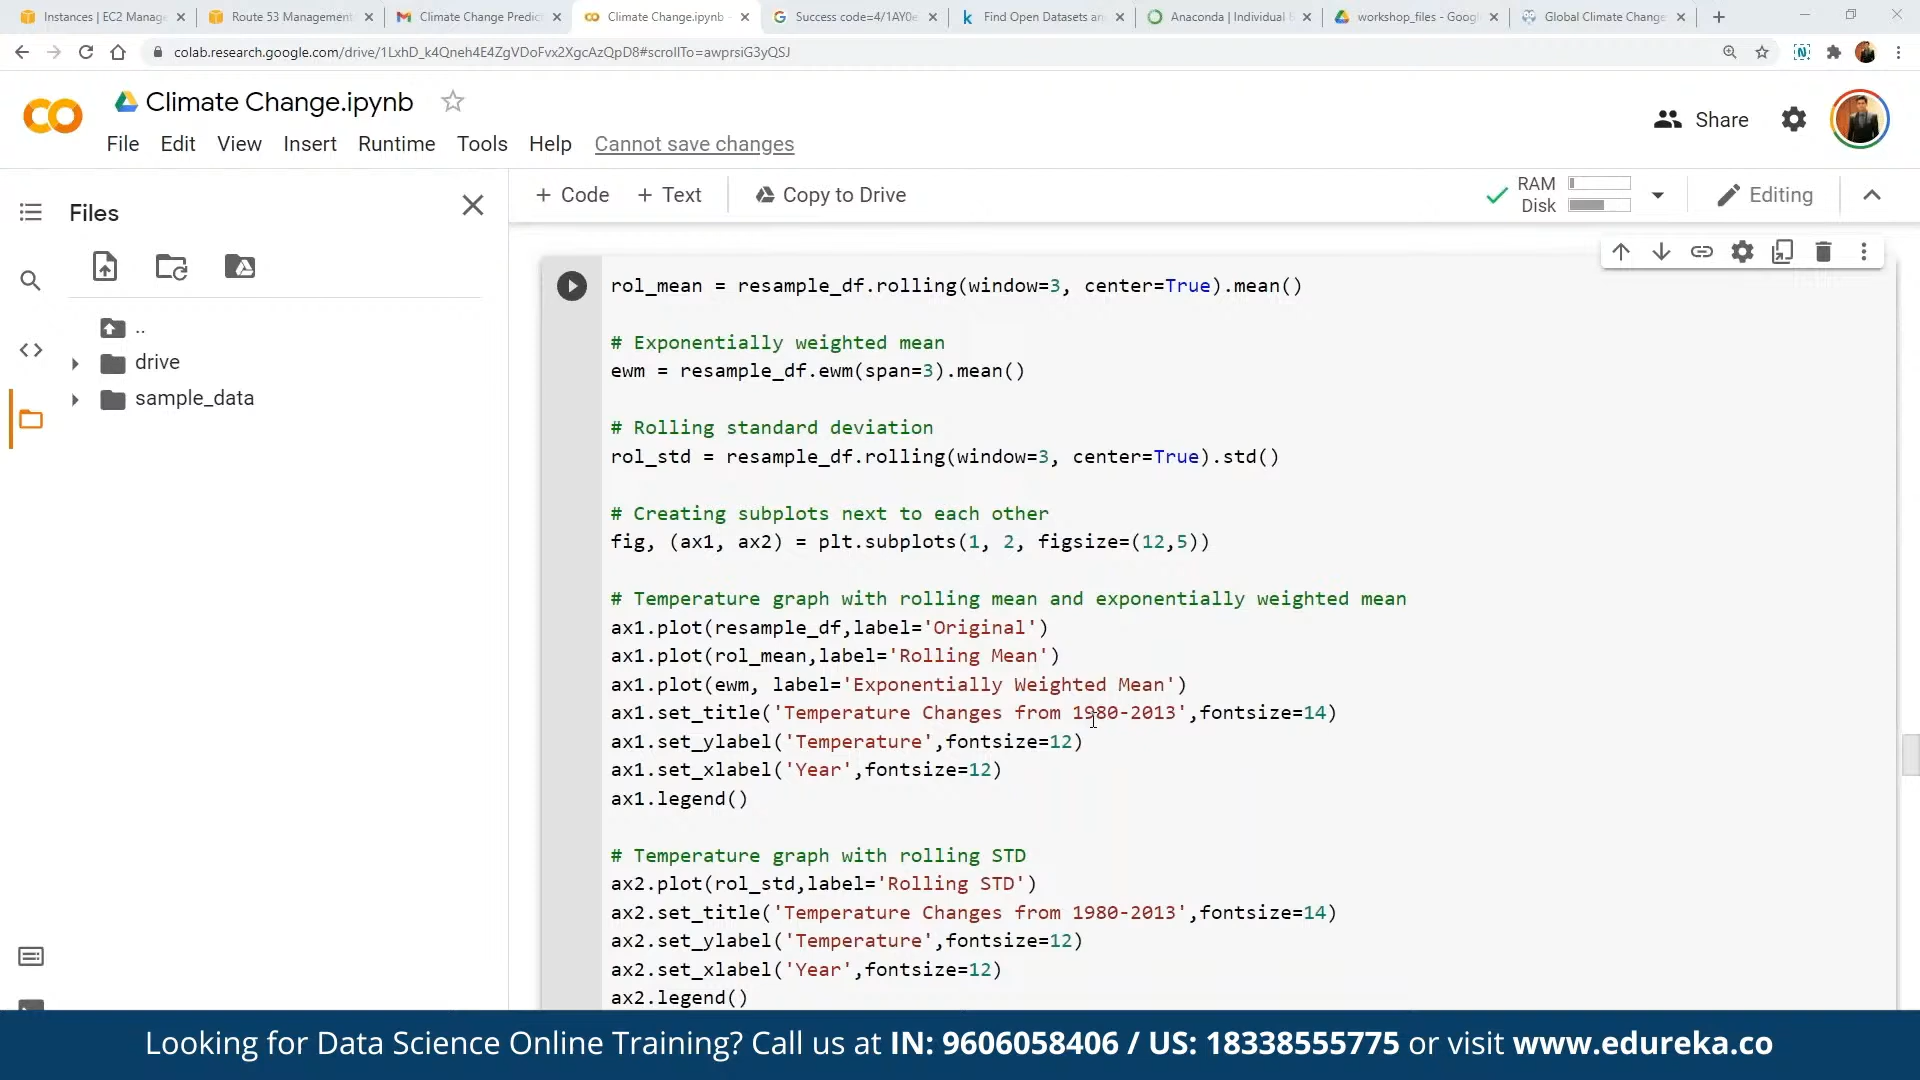 Instances | EC2 Manage
Route 53 Management
Climate Change Predic
Climate Change.ipynb -
Success code=4/1AY0e
Find Open Datasets an
Anaconda | Individual
workshop_files - Googl
Global Climate Change
colab.research.google.com/drive/1LxhD_k4Qneh4E4ZgVDoFvx2XgcAzQpD8#scrollTo=awprsiG3yQSJ
Climate Change.ipynb
Share
File Edit View Insert Runtime Tools Help Cannot save changes
Files
+ Code + Text Copy to Drive
RAM
Disk
Editing
..
drive
sample_data
rol_mean = resample_df.rolling(window=3, center=True).mean()
# Exponentially weighted mean
ewm = resample_df.ewm(span=3).mean()
# Rolling standard deviation
rol_std = resample_df.rolling(window=3, center=True).std()
# Creating subplots next to each other
fig, (ax1, ax2) = plt.subplots(1, 2, figsize=(12,5))
# Temperature graph with rolling mean and exponentially weighted mean
ax1.plot(resample_df,label='Original')
ax1.plot(rol_mean,label='Rolling Mean')
ax1.plot(ewm, label='Exponentially Weighted Mean')
ax1.set_title('Temperature Changes from 1980-2013',fontsize=14)
ax1.set_ylabel('Temperature',fontsize=12)
ax1.set_xlabel('Year',fontsize=12)
ax1.legend()
# Temperature graph with rolling STD
ax2.plot(rol_std,label='Rolling STD')
ax2.set_title('Temperature Changes from 1980-2013',fontsize=14)
ax2.set_ylabel('Temperature',fontsize=12)
ax2.set_xlabel('Year',fontsize=12)
ax2.legend()
Looking for Data Science Online Training? Call us at IN: 9606058406 / US: 18338555775 or visit www.edureka.co